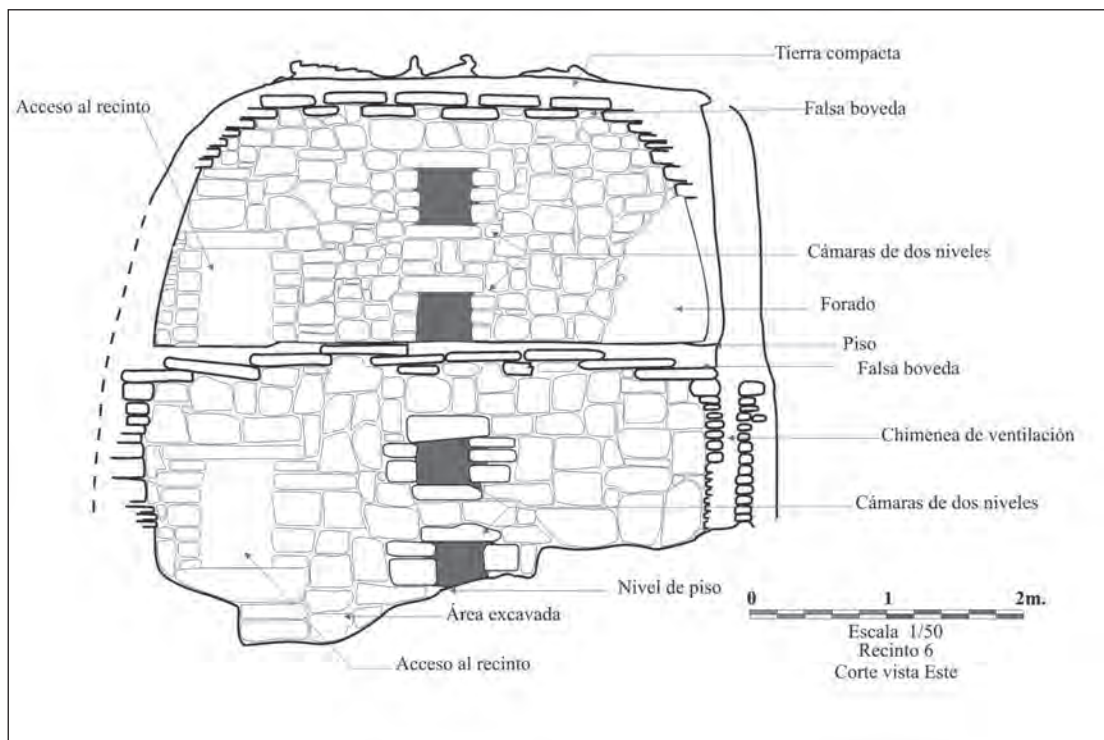 Tierra compacta
Acceso al recinto
Falsa boveda
Cámaras de dos niveles
Forado
Piso
Falsa boveda
Chimenea de ventilación
Cámaras de dos niveles
Nivel de piso
Área excavada
Acceso al recinto
0 1 2m.
Escala 1/50
Recinto 6
Corte vista Este